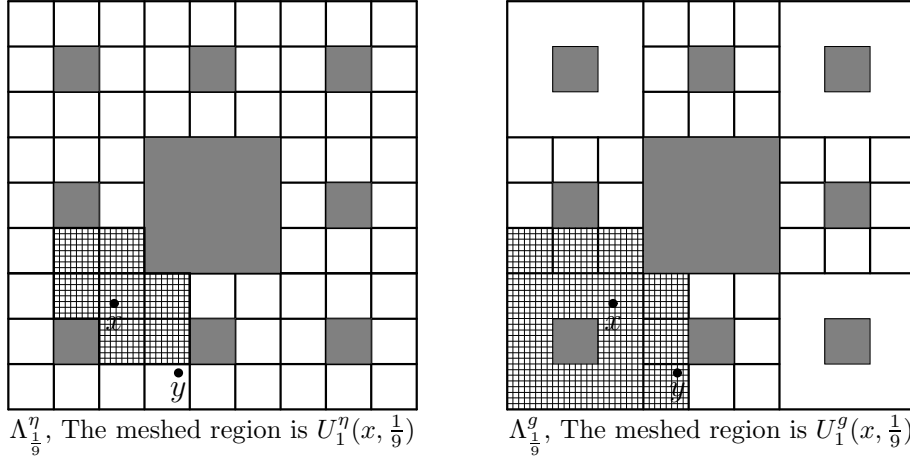 x
y
x
y
Λ^η_{1/9}, The meshed region is U^η_1(x, 1/9)
Λ^g_{1/9}, The meshed region is U^g_1(x, 1/9)